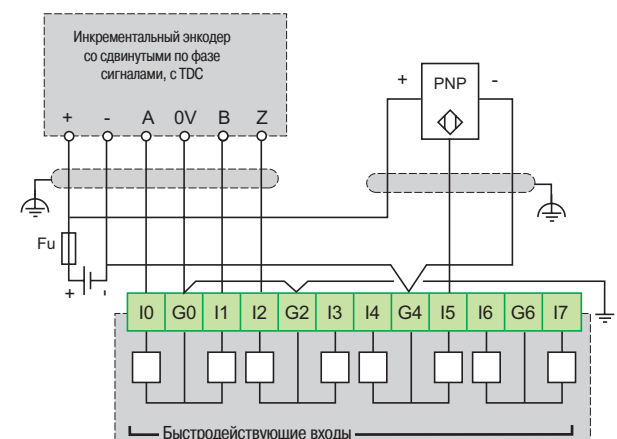 Инкрементальный энкодер
со сдвинутыми по фазе
сигналами, с TDC
+ - A 0V B Z
+ PNP -
Fu
+ -
I0 G0 I1 I2 G2 I3 I4 G4 I5 I6 G6 I7
Быстродействующие входы